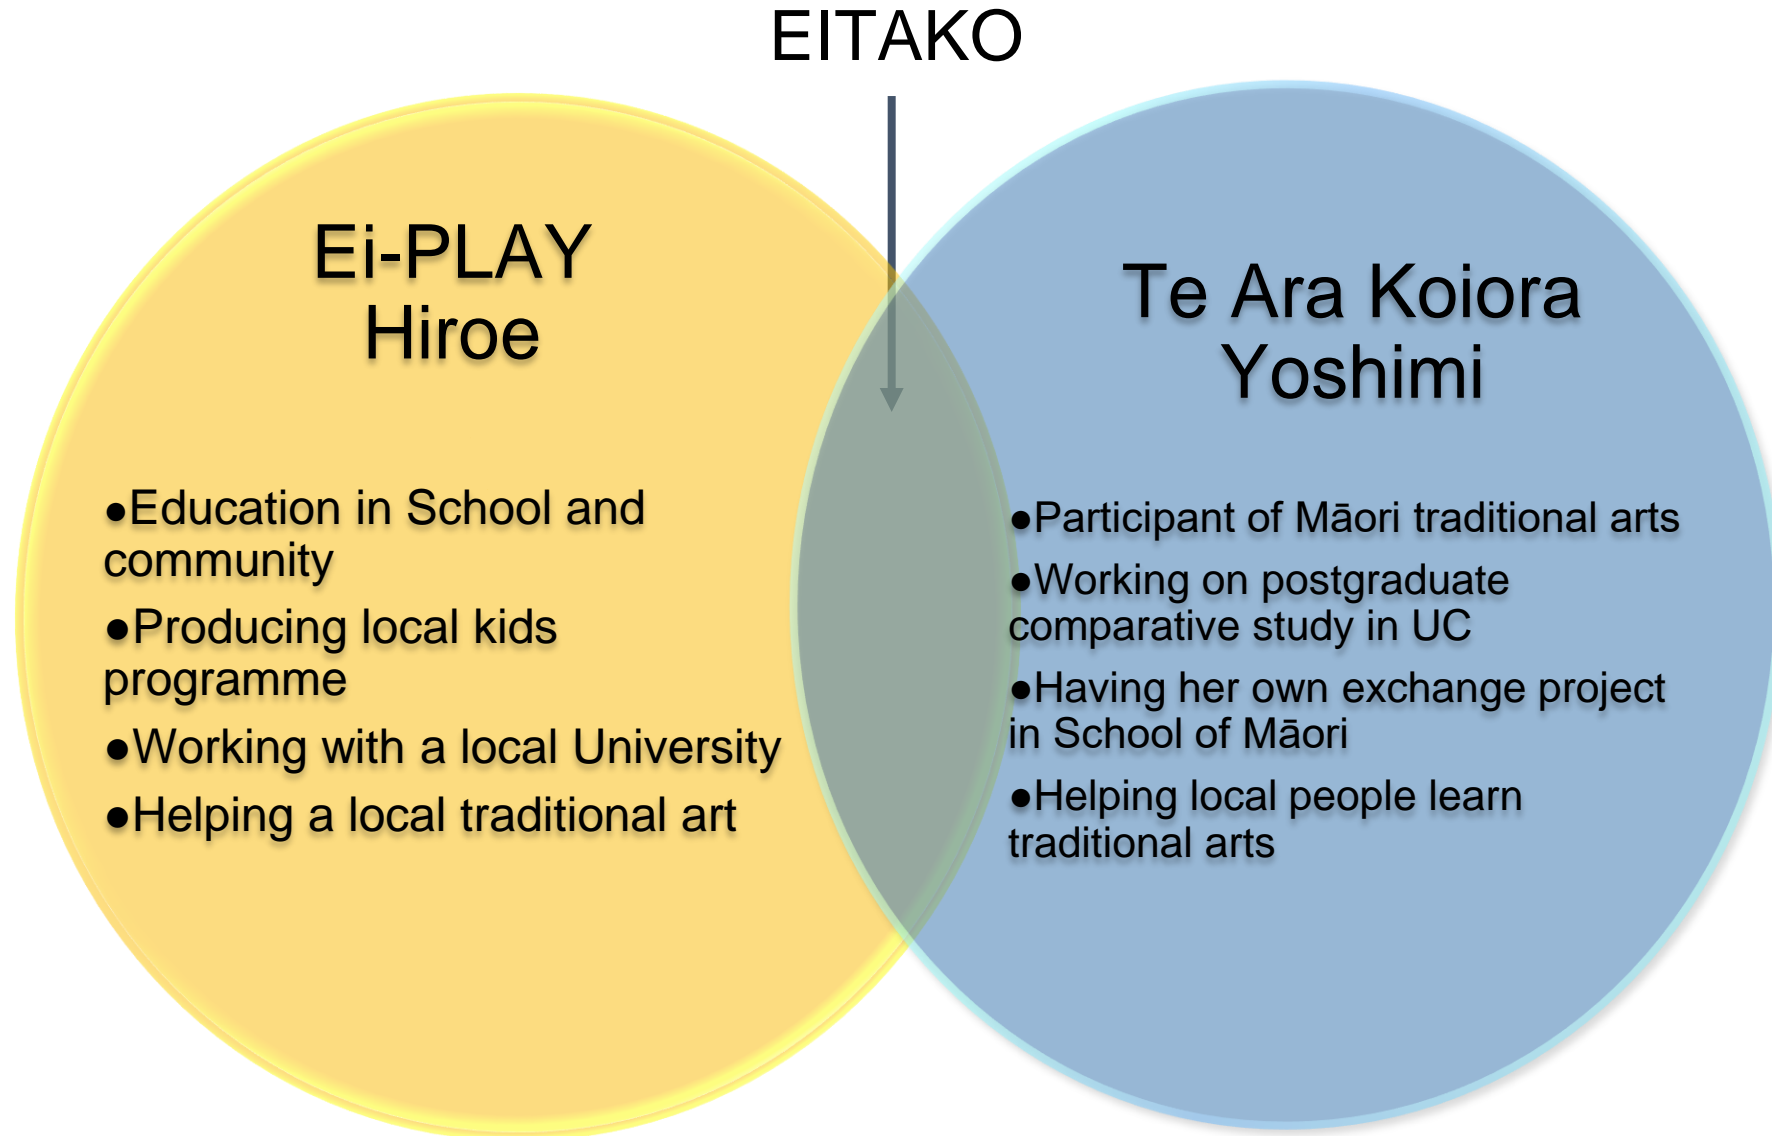 EITAKO
Ei-PLAY
Hiroe
●Education in School and
community
●Producing local kids
programme
●Working with a local University
●Helping a local traditional art
Te Ara Koiora
Yoshimi
●Participant of Māori traditional arts
●Working on postgraduate
comparative study in UC
●Having her own exchange project
in School of Māori
●Helping local people learn
traditional arts